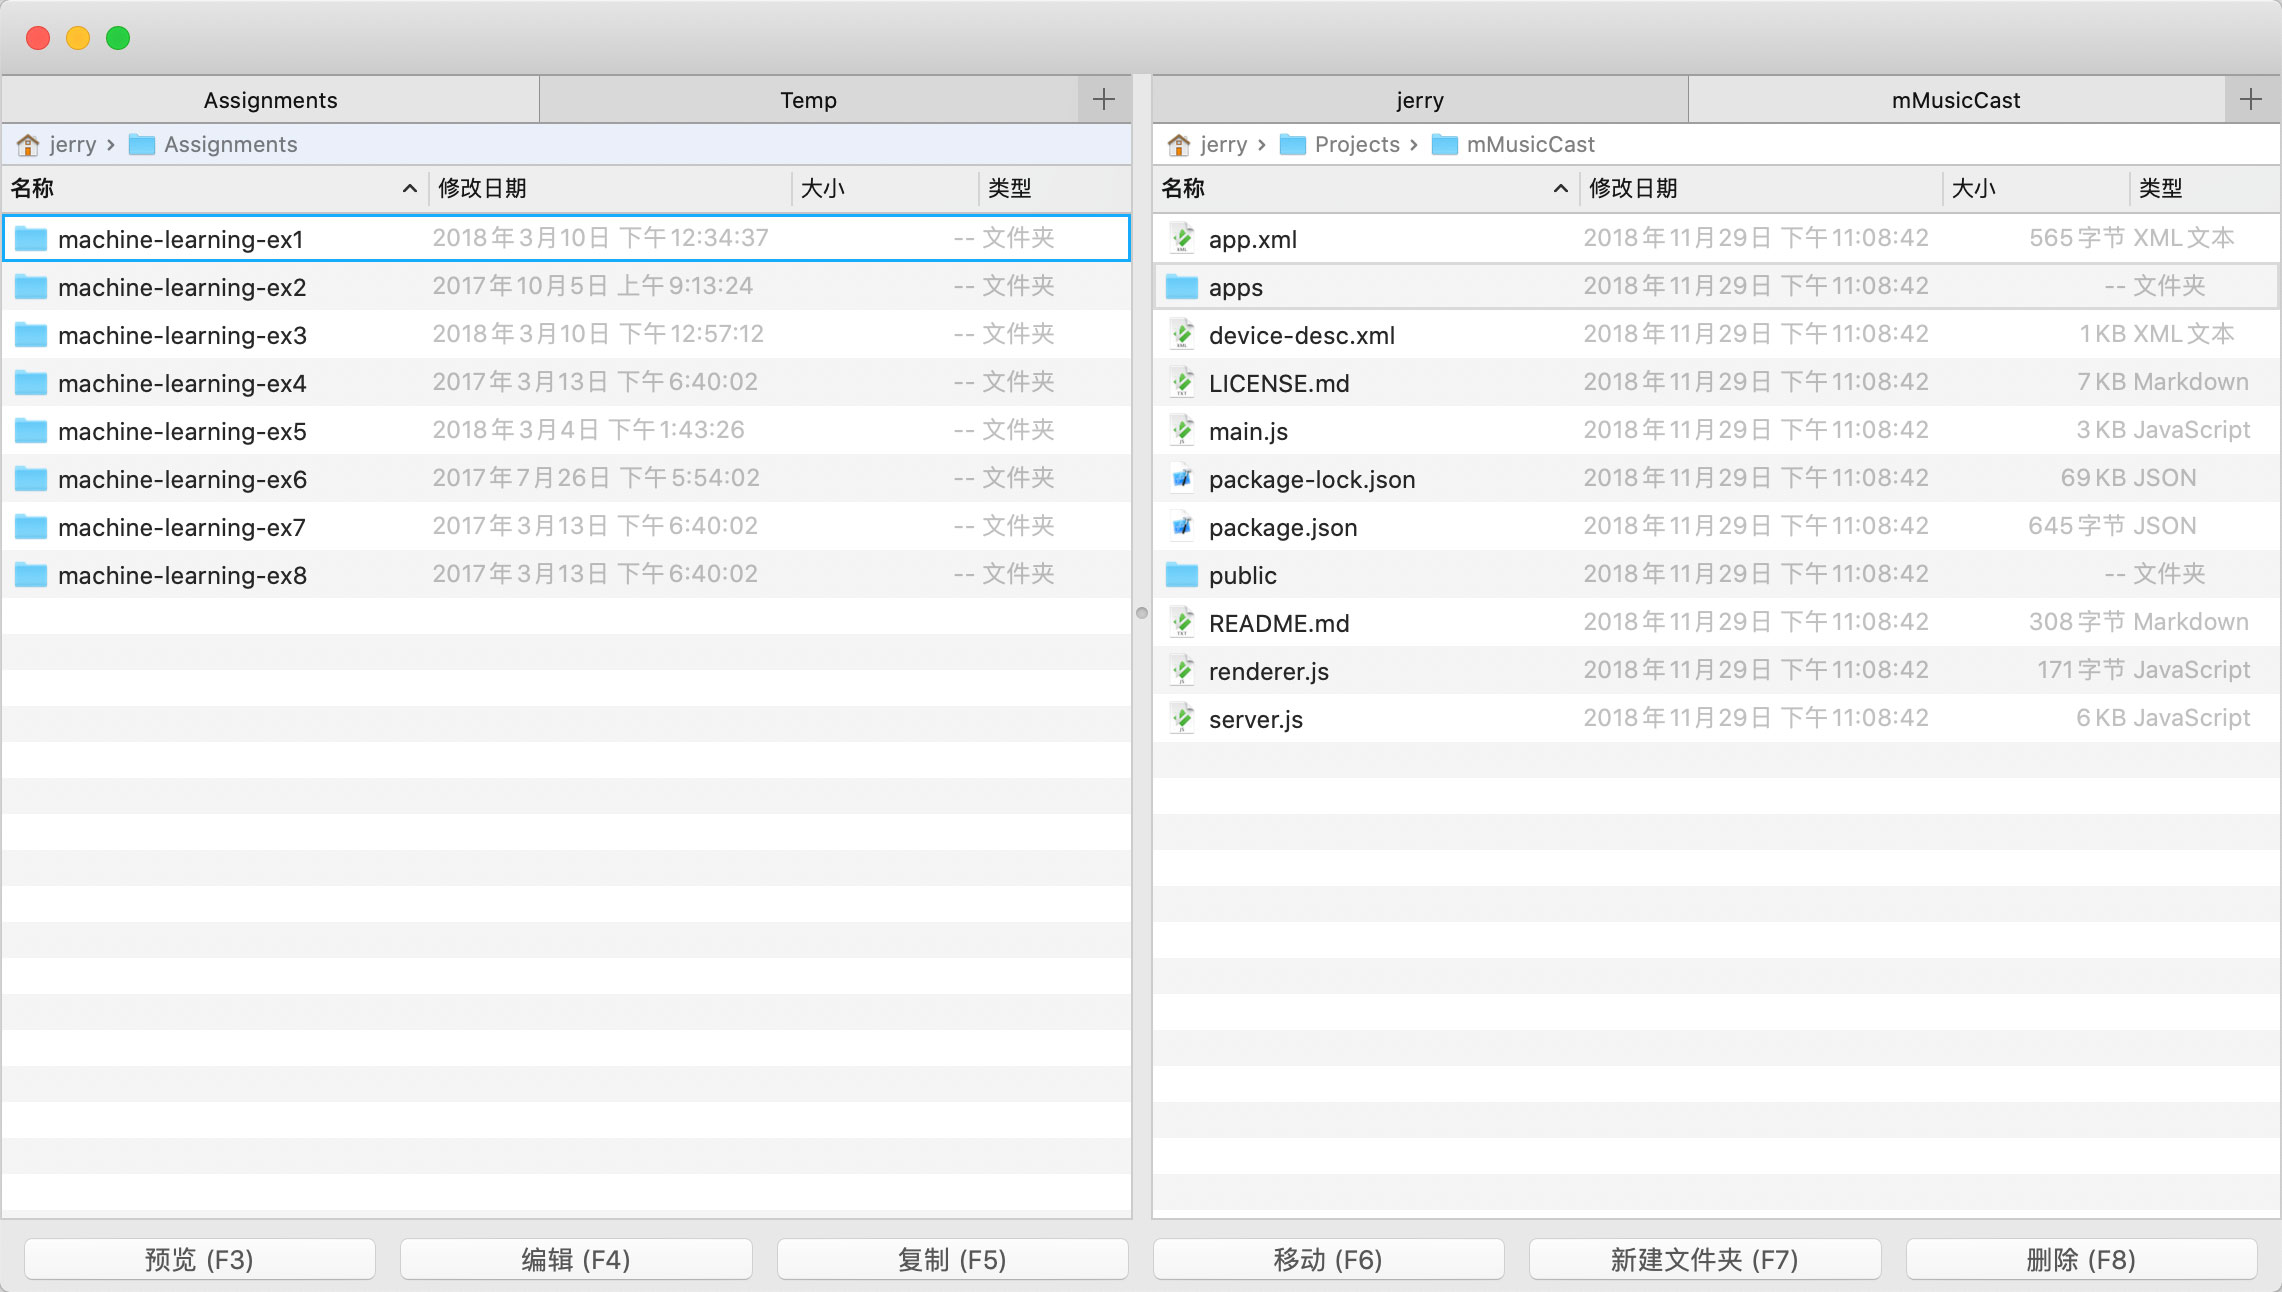 Assignments
Temp
jerry
mMusicCast
jerry › Assignments
jerry › Projects › mMusicCast
名称 修改日期 大小 类型
machine-learning-ex1 2018年3月10日 下午12:34:37 -- 文件夹
machine-learning-ex2 2017年10月5日 上午9:13:24 -- 文件夹
machine-learning-ex3 2018年3月10日 下午12:57:12 -- 文件夹
machine-learning-ex4 2017年3月13日 下午6:40:02 -- 文件夹
machine-learning-ex5 2018年3月4日 下午1:43:26 -- 文件夹
machine-learning-ex6 2017年7月26日 下午5:54:02 -- 文件夹
machine-learning-ex7 2017年3月13日 下午6:40:02 -- 文件夹
machine-learning-ex8 2017年3月13日 下午6:40:02 -- 文件夹
名称 修改日期 大小 类型
app.xml 2018年11月29日 下午11:08:42 565字节 XML文本
apps 2018年11月29日 下午11:08:42 -- 文件夹
device-desc.xml 2018年11月29日 下午11:08:42 1 KB XML文本
LICENSE.md 2018年11月29日 下午11:08:42 7 KB Markdown
main.js 2018年11月29日 下午11:08:42 3 KB JavaScript
package-lock.json 2018年11月29日 下午11:08:42 69 KB JSON
package.json 2018年11月29日 下午11:08:42 645字节 JSON
public 2018年11月29日 下午11:08:42 -- 文件夹
README.md 2018年11月29日 下午11:08:42 308字节 Markdown
renderer.js 2018年11月29日 下午11:08:42 171字节 JavaScript
server.js 2018年11月29日 下午11:08:42 6 KB JavaScript
预览 (F3)
编辑 (F4)
复制 (F5)
移动 (F6)
新建文件夹 (F7)
删除 (F8)